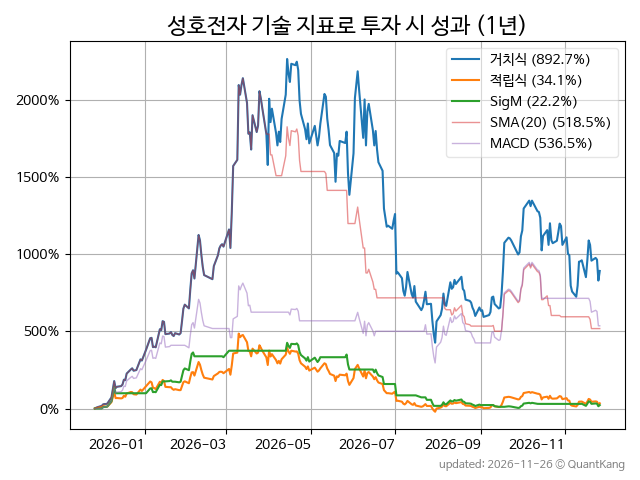 성호전자 기술 지표로 투자 시 성과 (1년)
거치식 (892.7%)
적립식 (34.1%)
SigM (22.2%)
SMA(20) (518.5%)
MACD (536.5%)
2000%
1500%
1000%
500%
0%
2026-01 2026-03 2026-05 2026-07 2026-09 2026-11
updated: 2026-11-26 © QuantKang